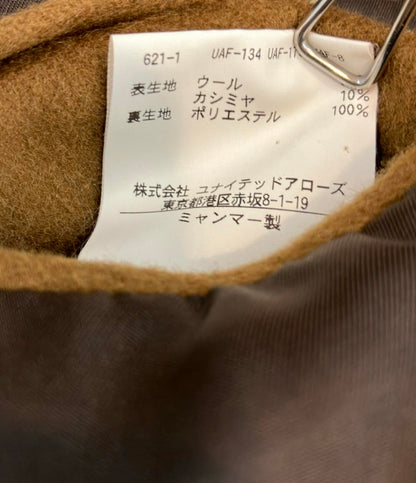 621-1 UAF-134
表生地 ウール
カシミヤ 10%
裏生地 ポリエステル 100%
株式会社 ユナイテッドアローズ
東京都港区赤坂8-1-19
ミャンマー製